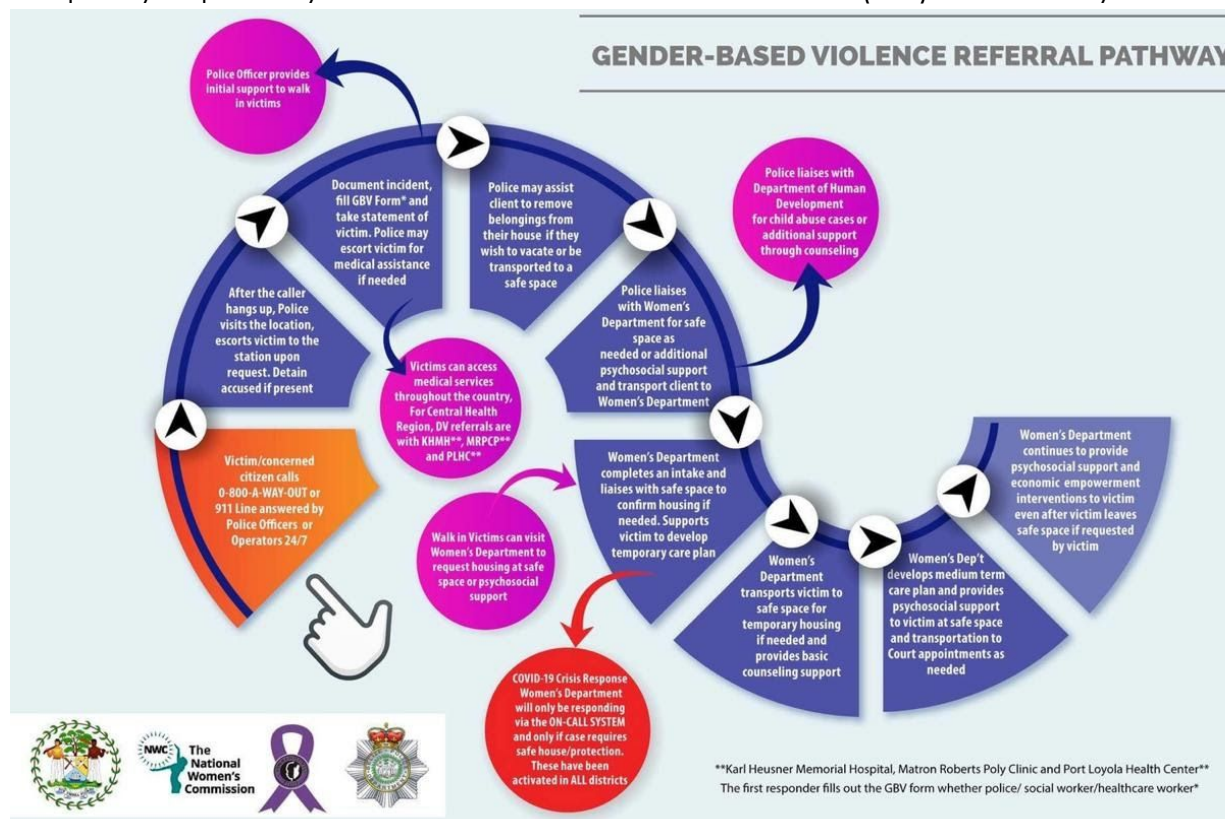 GENDER-BASED VIOLENCE REFERRAL PATHWAY
Police Officer provides
initial support to walk
in victims
Victim/concerned
citizen calls
0-800-A-WAY-OUT or
911 Line answered by
Police Officers or
Operators 24/7
After the caller
hangs up, Police
visits the location,
escorts victim to the
station upon
request. Detain
accused if present
Document incident,
fill GBV Form* and
take statement of
victim. Police may
escort victim for
medical assistance
if needed
Victims can access
medical services
throughout the country,
For Central Health
Region, DV referrals are
with KHMH**, MRPCP**
and PLHC**
Police may assist
client to remove
belongings from
their house if they
wish to vacate or be
transported to a
safe space
Police liaises
with Women's
Department for safe
space as
needed or additional
psychosocial support
and transport client to
Women's Department
Police liaises with
Department of Human
Development
for child abuse cases or
additional support
through counseling
Women's Department
completes an intake and
liaises with safe space to
confirm housing if
needed. Supports
victim to develop
temporary care plan
Walk in Victims can visit
Women's Department to
request housing at safe
space or psychosocial
support
COVID-19 Crisis Response
Women's Department
will only be responding
via the ON-CALL SYSTEM
and only if case requires
safe house/protection.
These have been
activated in ALL districts
Women's
Department
transports victim to
safe space for
temporary housing
if needed and
provides basic
counseling support
Women's Dep't
develops medium term
care plan and provides
psychosocial support
to victim at safe space
and transportation to
Court appointments as
needed
Women's Department
continues to provide
psychosocial support and
economic empowerment
interventions to victim
even after victim leaves
safe space if requested
by victim
NWC
The
National
Women's
Commission
**Karl Heusner Memorial Hospital, Matron Roberts Poly Clinic and Port Loyola Health Center**
The first responder fills out the GBV form whether police/ social worker/healthcare worker*